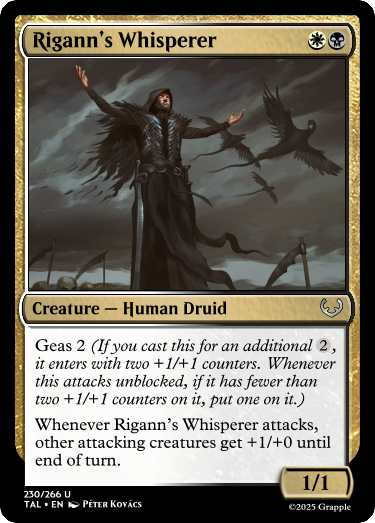 Rigann's Whisperer
Creature — Human Druid
Geas 2 (If you cast this for an additional 2,
it enters with two +1/+1 counters. Whenever
this attacks unblocked, if it has fewer than
two +1/+1 counters on it, put one on it.)
Whenever Rigann's Whisperer attacks,
other attacking creatures get +1/+0 until
end of turn.
1/1
230/266 U
TAL • EN Péter Kovács
©2025 Grapple